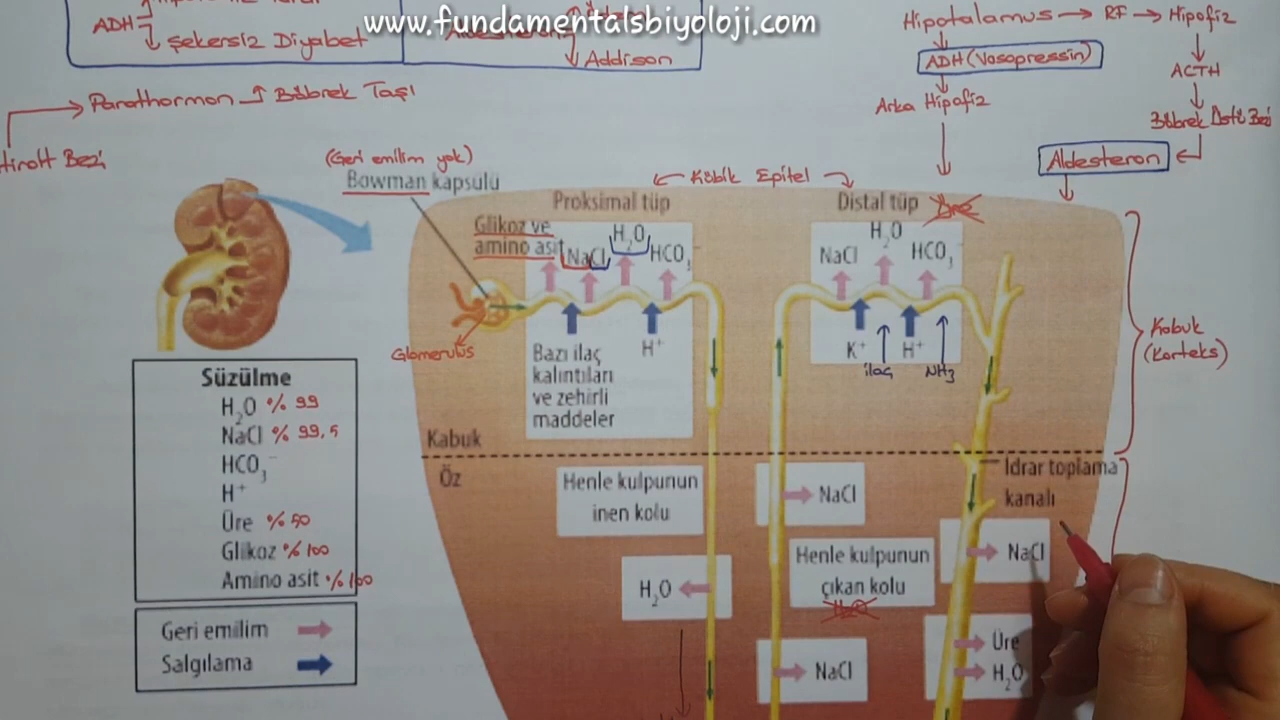 www.fundamentalsbiyoloji.com
ADH
Şekersiz Diyabet
Addison
Parathormon Böbrek Taşı
Bezi
Hipotalamus → RF → Hipofiz
ADH (Vasopressin)
ACTH
Arka Hipofiz
Böbrek Üstü Bezi
Aldesteron
(Geri emilim yok)
Bowman kapsülü
Kübik Epitel
Proksimal tüp
Distal tüp
Glikoz ve
amino asit
NaCl
H₂O
HCO₃⁻
NaCl
H₂O
HCO₃⁻
Glomerulus
Bazı ilaç
kalıntıları
ve zehirli
maddeler
H⁺
K⁺
ilaç
H⁺
NH₃
Kabuk
(Korteks)
Süzülme
H₂O % 99
NaCl % 99,5
HCO₃⁻
H⁺
Üre % 50
Glikoz % 100
Amino asit % 100
Geri emilim
Salgılama
Kabuk
Öz
Henle kulpunun
inen kolu
H₂O
NaCl
Henle kulpunun
çıkan kolu
H₂O
NaCl
İdrar toplama
kanalı
NaCl
Üre
H₂O